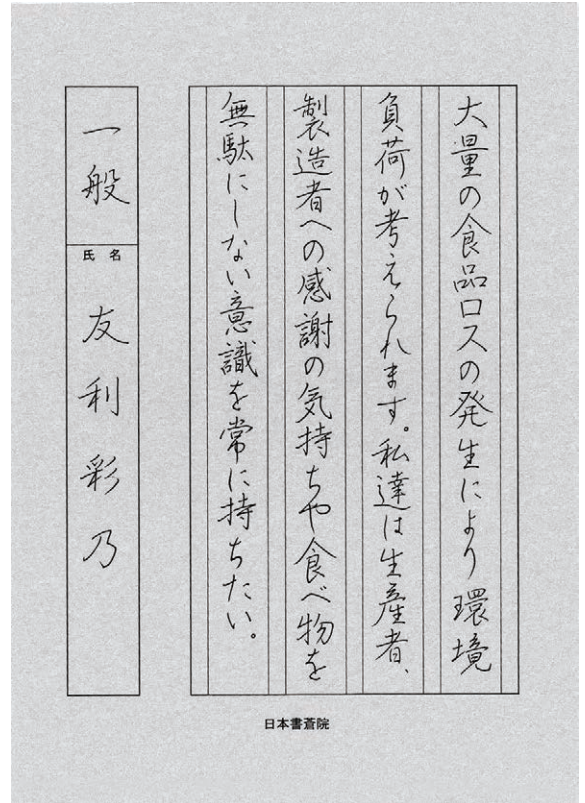 大量の食品ロスの発生により環境
負荷が考えられます。私達は生産者、
製造者への感謝の気持ちや食べ物を
無駄にしない意識を常に持ちたい。
一般
氏名
友利彩乃
日本書蒼院